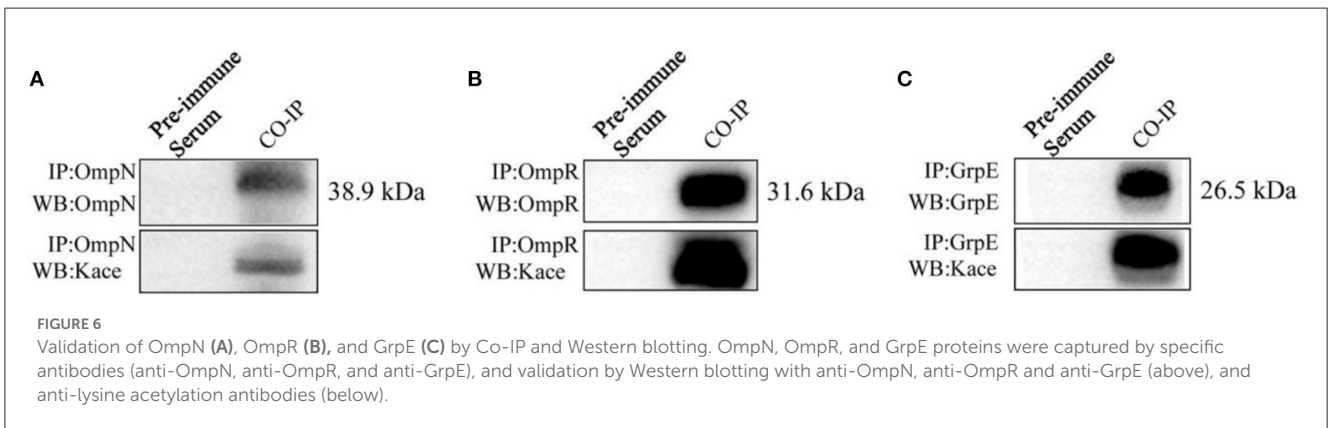 A
Pre-immune
Serum
CO-IP
IP:OmpN
WB:OmpN
38.9 kDa
IP:OmpN
WB:Kace
B
Pre-immune
Serum
CO-IP
IP:OmpR
WB:OmpR
31.6 kDa
IP:OmpR
WB:Kace
C
Pre-immune
Serum
CO-IP
IP:GrpE
WB:GrpE
26.5 kDa
IP:GrpE
WB:Kace
FIGURE 6
Validation of OmpN (A), OmpR (B), and GrpE (C) by Co-IP and Western blotting. OmpN, OmpR, and GrpE proteins were captured by specific
antibodies (anti-OmpN, anti-OmpR, and anti-GrpE), and validation by Western blotting with anti-OmpN, anti-OmpR and anti-GrpE (above), and
anti-lysine acetylation antibodies (below).